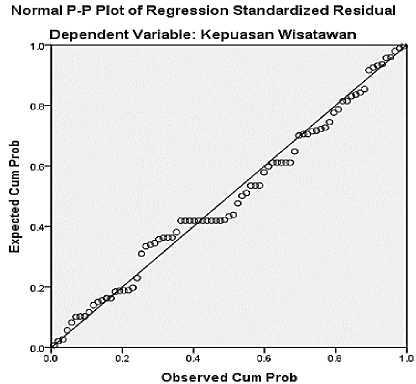 Normal P-P Plot of Regression Standardized Residual
Dependent Variable: Kepuasan Wisatawan
1.0
0.8
0.6
0.4
0.2
0.0
Expected Cum Prob
0.0 0.2 0.4 0.6 0.8 1.0
Observed Cum Prob